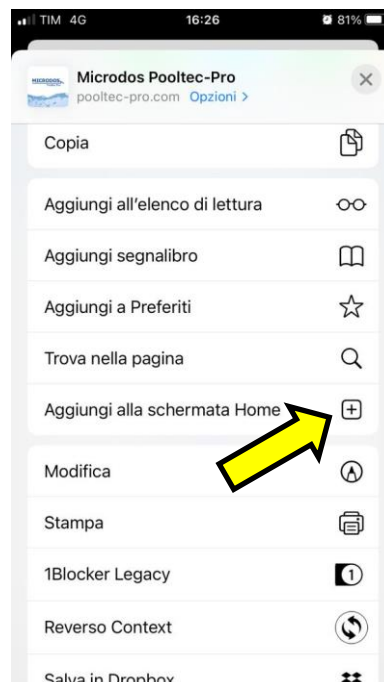 TIM 4G 16:26 81%
MICRODOS
Microdos Pooltec-Pro
pooltec-pro.com Opzioni >
Copia
Aggiungi all'elenco di lettura
Aggiungi segnalibro
Aggiungi a Preferiti
Trova nella pagina
Aggiungi alla schermata Home
Modifica
Stampa
1Blocker Legacy 1
Reverso Context
Salva in Dropbox